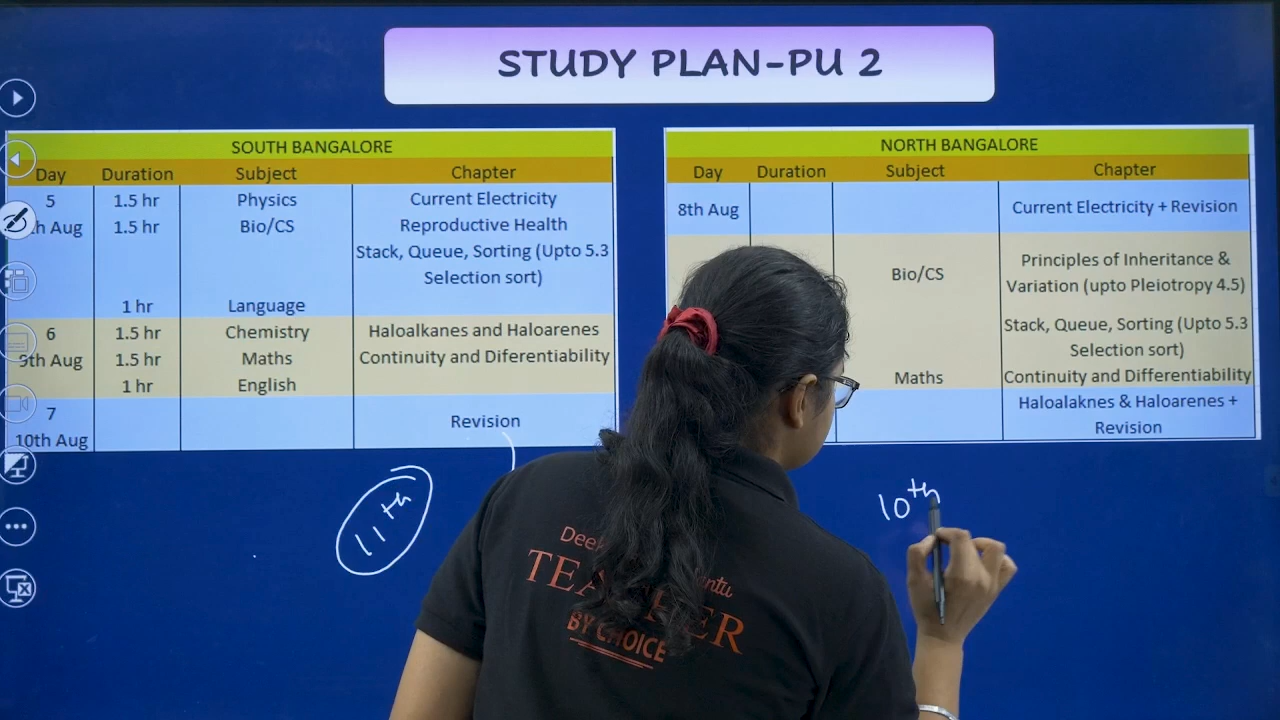 STUDY PLAN-PU 2
SOUTH BANGALORE
Day Duration Subject Chapter
5 1.5 hr Physics Current Electricity
Aug 1.5 hr Bio/CS Reproductive Health
Stack, Queue, Sorting (Upto 5.3
Selection sort)
1 hr Language
6 1.5 hr Chemistry Haloalkanes and Haloarenes
9th Aug 1.5 hr Maths Continuity and Diferentiability
1 hr English
7
Revision
10th Aug
11th
NORTH BANGALORE
Day Duration Subject Chapter
8th Aug Current Electricity + Revision
Bio/CS Principles of Inheritance &
Variation (upto Pleiotropy 4.5)
Stack, Queue, Sorting (Upto 5.3
Selection sort)
Maths Continuity and Differentiability
Haloalaknes & Haloarenes +
Revision
10th
BY CHOICE